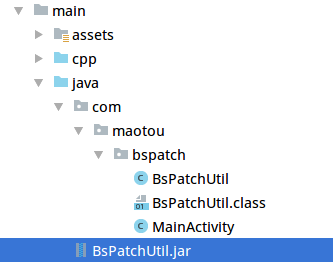 main
assets
cpp
java
com
maotou
bspatch
BsPatchUtil
BsPatchUtil.class
MainActivity
BsPatchUtil.jar